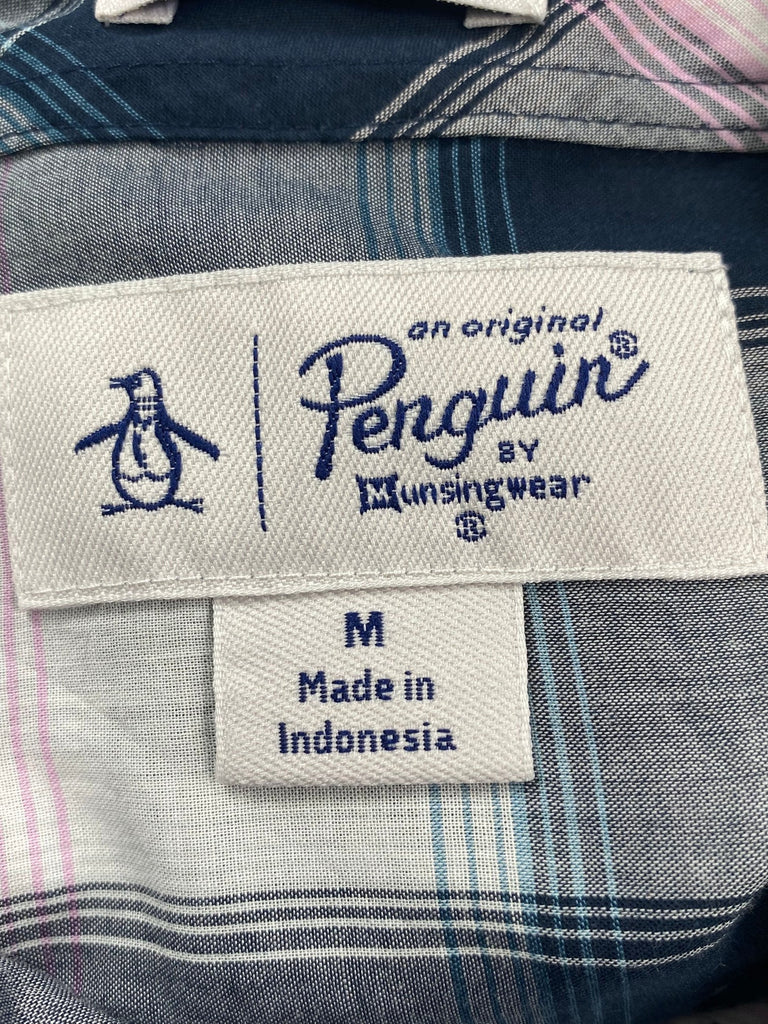 an original
Penguin®
BY
Munsingwear
®
M
Made in
Indonesia